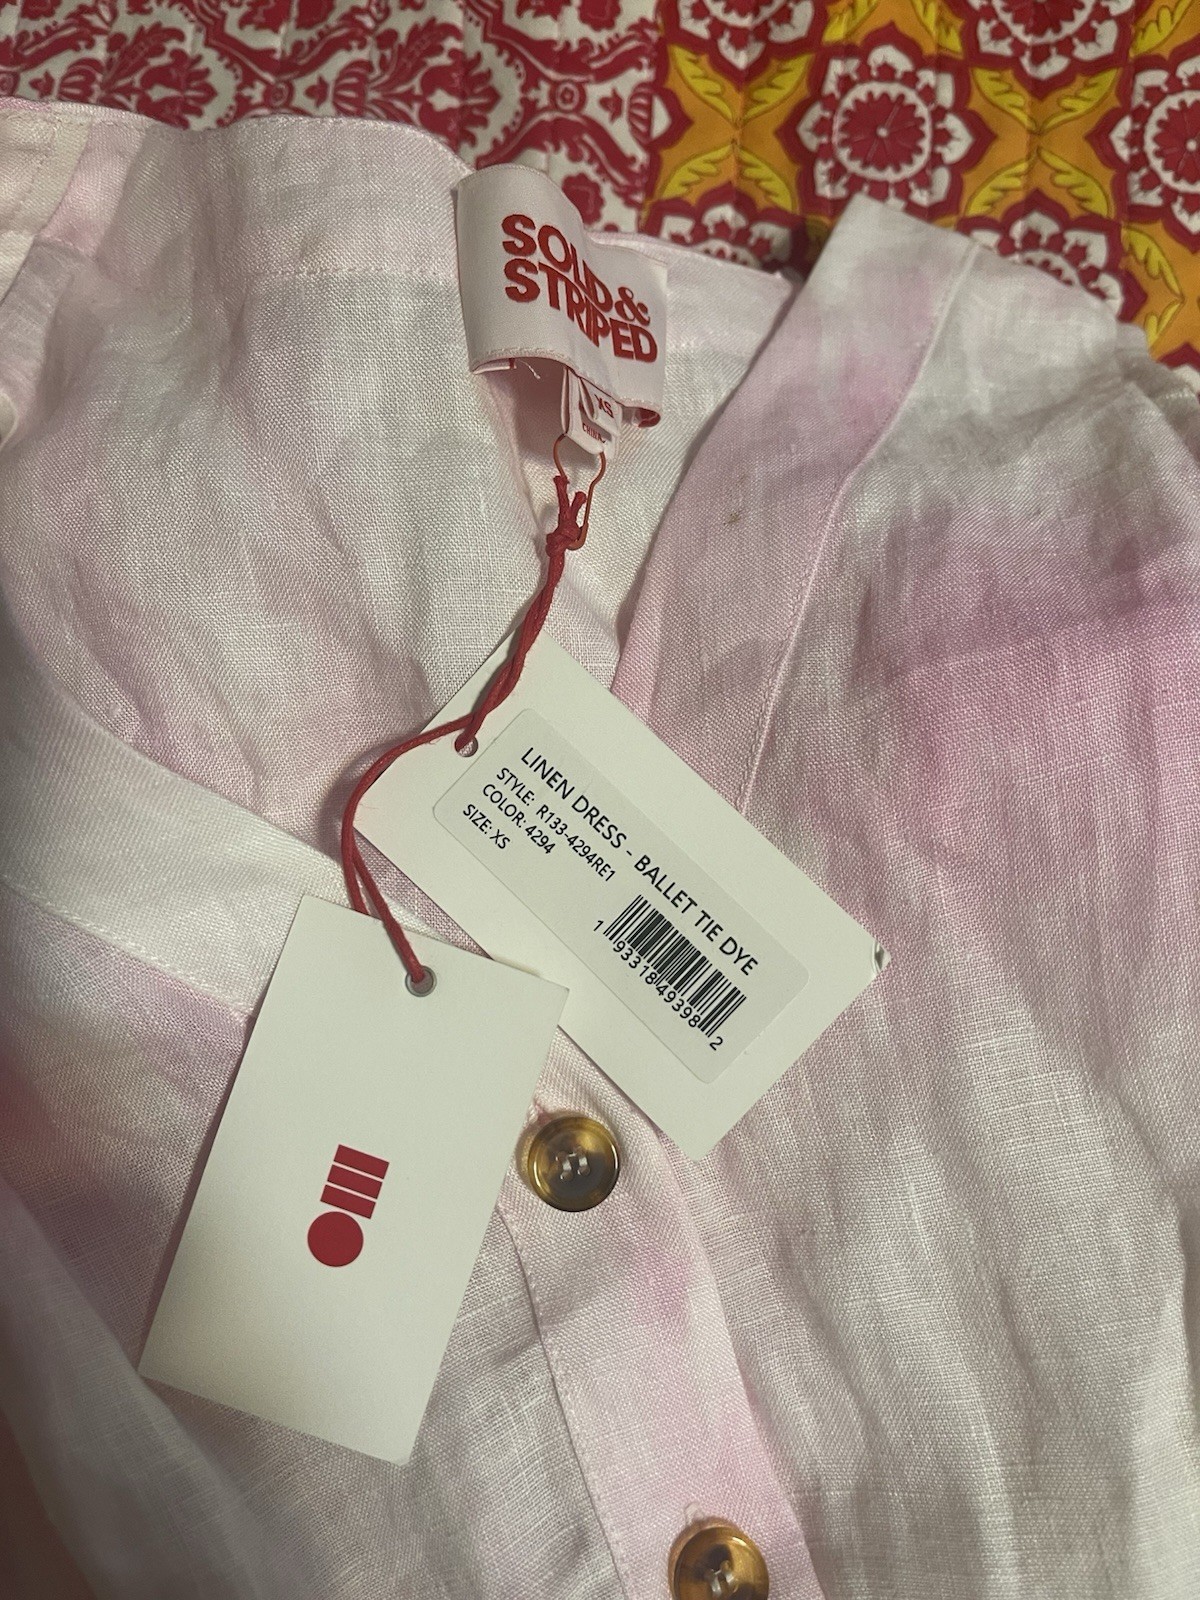 SOLID &
STRIPED
XS
CHINA
LINEN DRESS - BALLET TIE DYE
STYLE: R133-4294RE1
COLOR: 4294
SIZE: XS
1 93318 49398 2